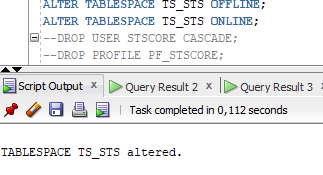 ALTER TABLESPACE TS_STS OFFLINE;
ALTER TABLESPACE TS_STS ONLINE;
--DROP USER STSCORE CASCADE;
--DROP PROFILE PF_STSCORE;
Script Output x Query Result 2 x Query Result 3
Task completed in 0,112 seconds
TABLESPACE TS_STS altered.